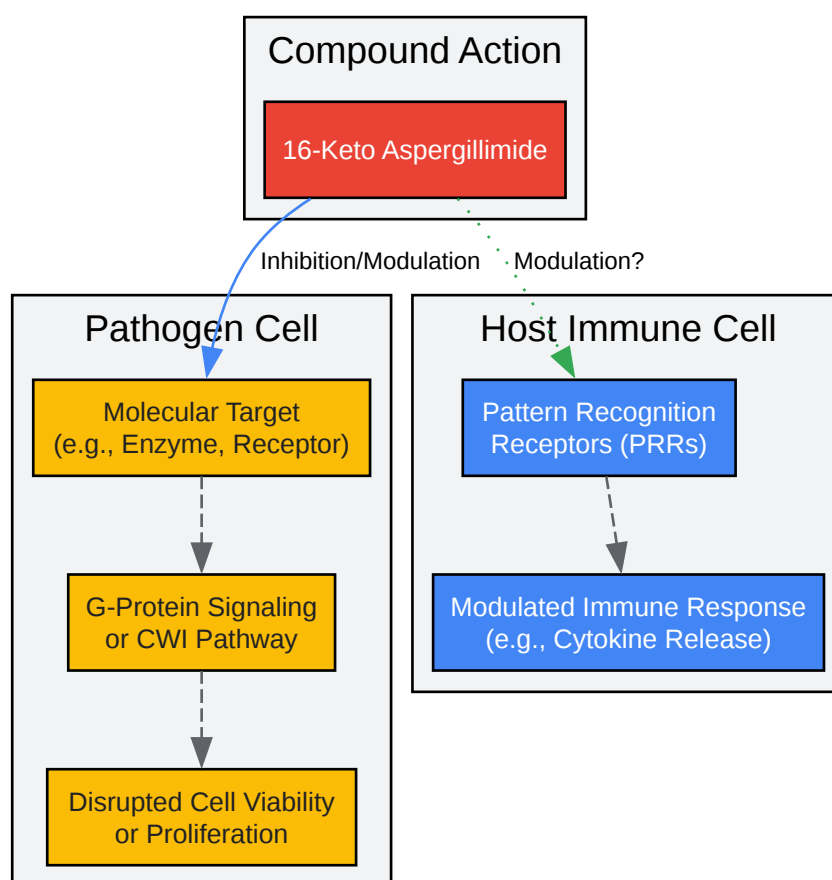 Compound Action
16-Keto Aspergillimide
Inhibition/Modulation
Modulation?
Pathogen Cell
Molecular Target
(e.g., Enzyme, Receptor)
G-Protein Signaling
or CWI Pathway
Disrupted Cell Viability
or Proliferation
Host Immune Cell
Pattern Recognition
Receptors (PRRs)
Modulated Immune Response
(e.g., Cytokine Release)